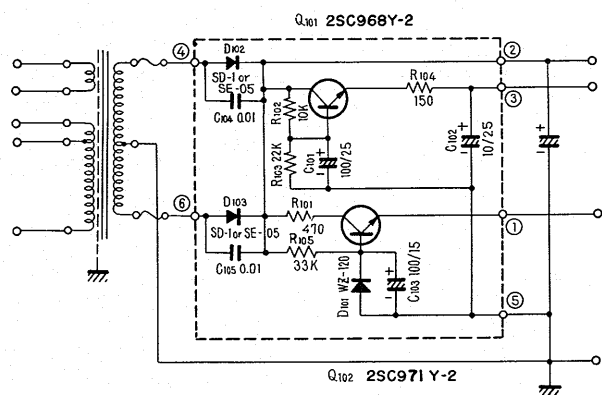 Q101 2SC968Y-2
④
D102
SD-1 or
SE-05
C104 0.01
R102
10K
R103 22K
C101
100/25
R104
150
C102
10/25
②
③
⑥
D103
SD-1 or SE-05
C105 0.01
R101
470
R105
33K
D101 WZ-120
C103 100/15
①
⑤
Q102 2SC971Y-2